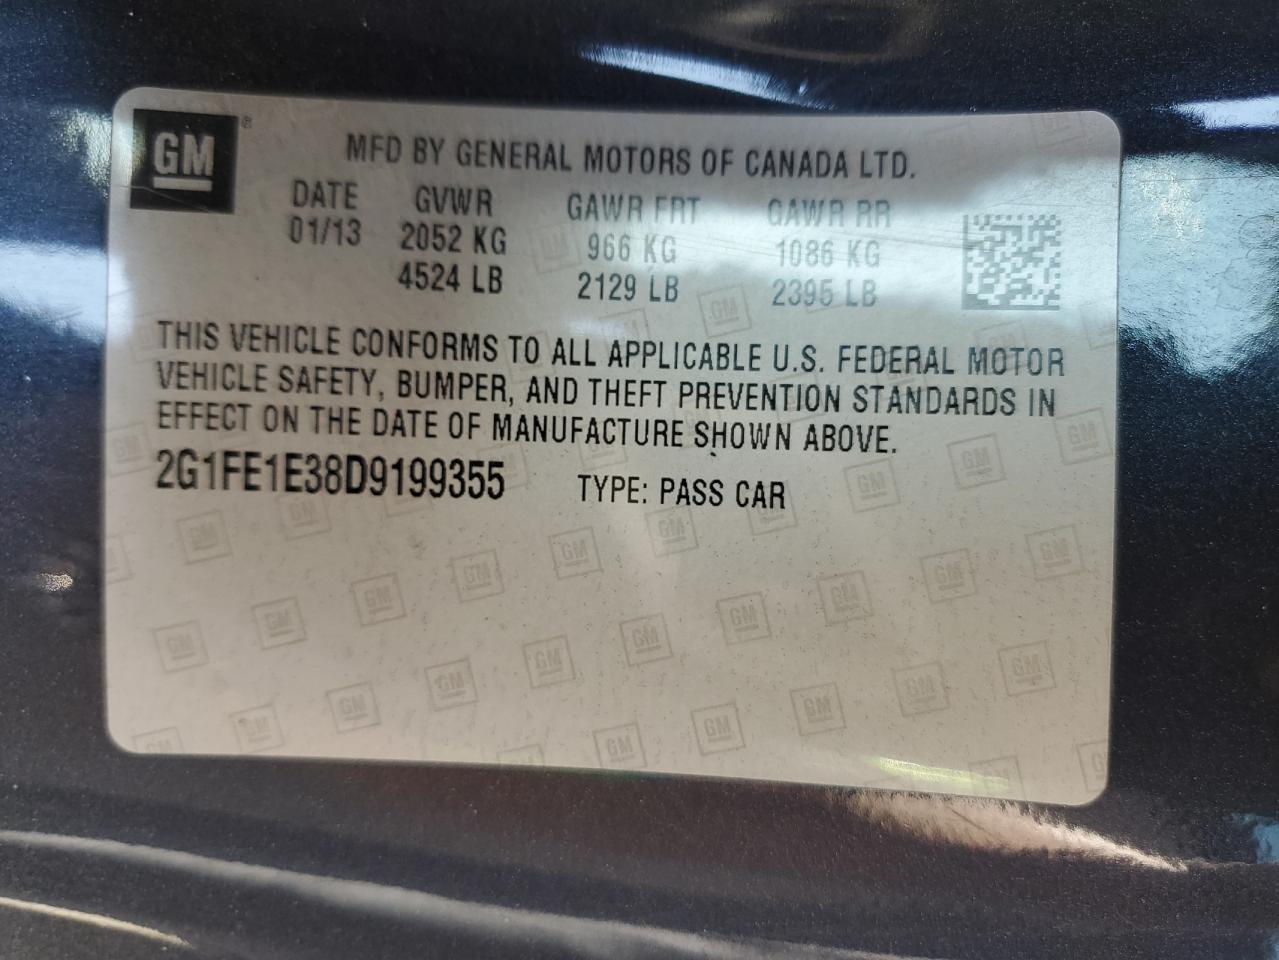 GM®
MFD BY GENERAL MOTORS OF CANADA LTD.
DATE GVWR GAWR FRT GAWR RR
01/13 2052 KG 966 KG 1086 KG
4524 LB 2129 LB 2395 LB
THIS VEHICLE CONFORMS TO ALL APPLICABLE U.S. FEDERAL MOTOR
VEHICLE SAFETY, BUMPER, AND THEFT PREVENTION STANDARDS IN
EFFECT ON THE DATE OF MANUFACTURE SHOWN ABOVE.
2G1FE1E38D9199355 TYPE: PASS CAR